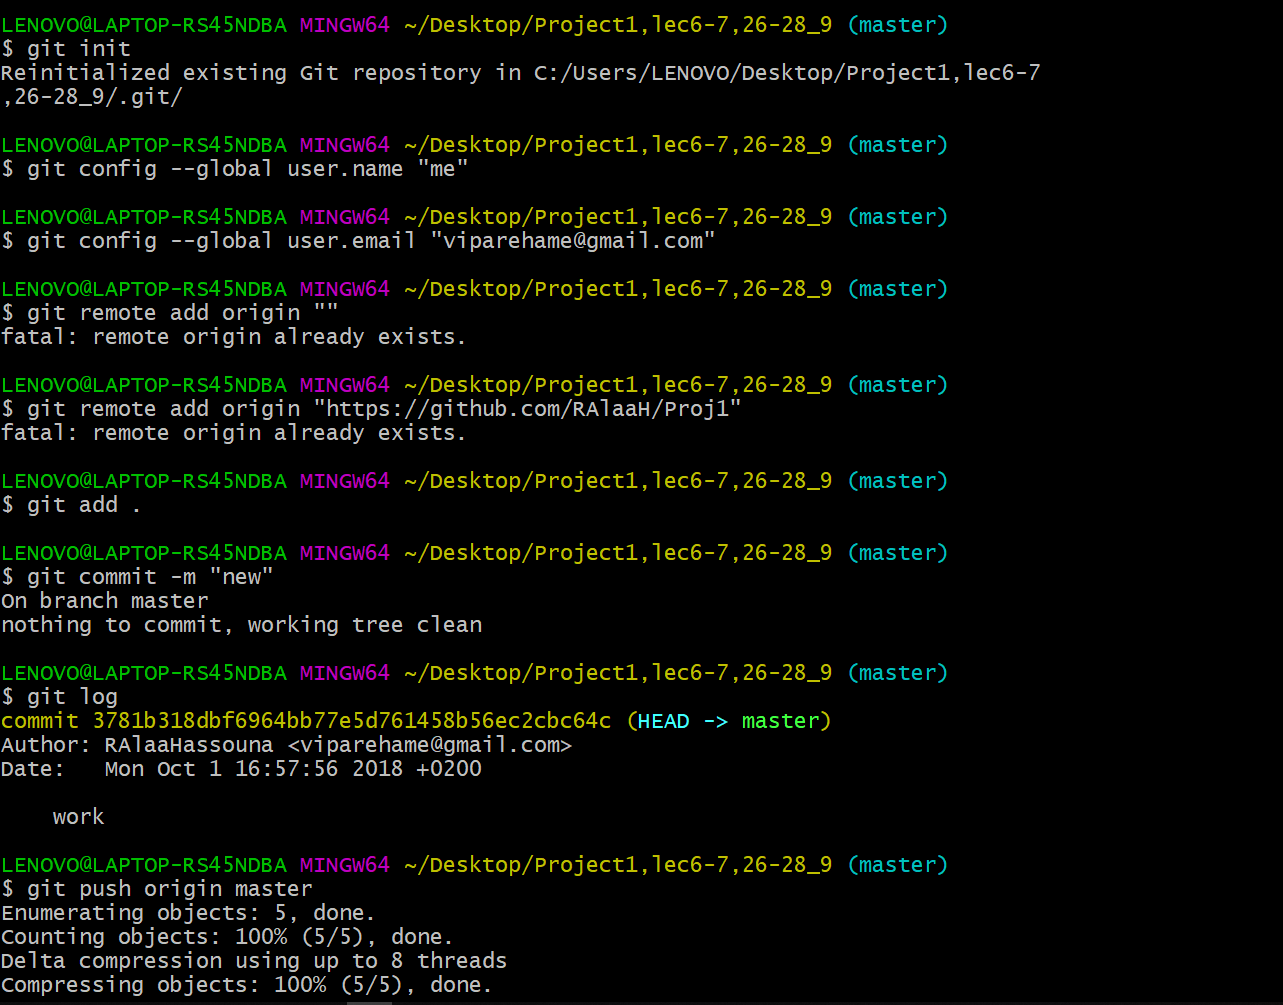 LENOVO@LAPTOP-RS45NDBA MINGW64 ~/Desktop/Project1,lec6-7,26-28_9 (master)
$ git init
Reinitialized existing Git repository in C:/Users/LENOVO/Desktop/Project1,lec6-7
,26-28_9/.git/
LENOVO@LAPTOP-RS45NDBA MINGW64 ~/Desktop/Project1,lec6-7,26-28_9 (master)
$ git config --global user.name "me"
LENOVO@LAPTOP-RS45NDBA MINGW64 ~/Desktop/Project1,lec6-7,26-28_9 (master)
$ git config --global user.email "viparehame@gmail.com"
LENOVO@LAPTOP-RS45NDBA MINGW64 ~/Desktop/Project1,lec6-7,26-28_9 (master)
$ git remote add origin ""
fatal: remote origin already exists.
LENOVO@LAPTOP-RS45NDBA MINGW64 ~/Desktop/Project1,lec6-7,26-28_9 (master)
$ git remote add origin "https://github.com/RAlaaH/Proj1"
fatal: remote origin already exists.
LENOVO@LAPTOP-RS45NDBA MINGW64 ~/Desktop/Project1,lec6-7,26-28_9 (master)
$ git add .
LENOVO@LAPTOP-RS45NDBA MINGW64 ~/Desktop/Project1,lec6-7,26-28_9 (master)
$ git commit -m "new"
On branch master
nothing to commit, working tree clean
LENOVO@LAPTOP-RS45NDBA MINGW64 ~/Desktop/Project1,lec6-7,26-28_9 (master)
$ git log
commit 3781b318dbf6964bb77e5d761458b56ec2cbc64c (HEAD -> master)
Author: RAlaaHassouna <viparehame@gmail.com>
Date:   Mon Oct 1 16:57:56 2018 +0200
    work
LENOVO@LAPTOP-RS45NDBA MINGW64 ~/Desktop/Project1,lec6-7,26-28_9 (master)
$ git push origin master
Enumerating objects: 5, done.
Counting objects: 100% (5/5), done.
Delta compression using up to 8 threads
Compressing objects: 100% (5/5), done.